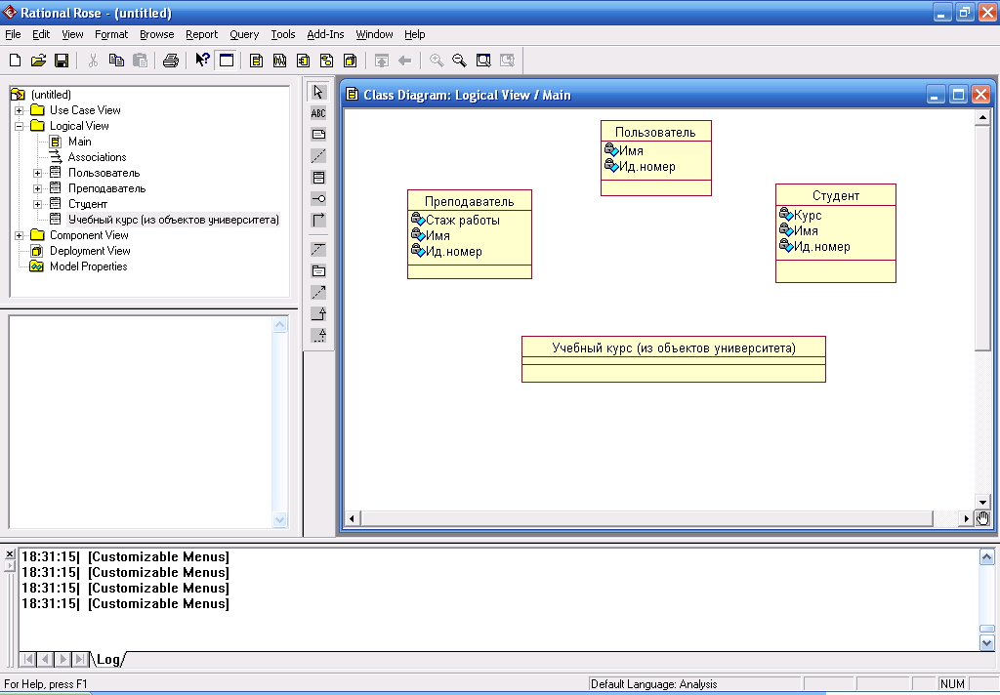 Rational Rose - (untitled)
File Edit View Format Browse Report Query Tools Add-Ins Window Help
(untitled)
Use Case View
Logical View
Main
Associations
Пользователь
Преподаватель
Студент
Учебный курс (из объектов университета)
Component View
Deployment View
Model Properties
ABC
Class Diagram: Logical View / Main
Пользователь
Имя
Ид.номер
Преподаватель
Стаж работы
Имя
Ид.номер
Студент
Курс
Имя
Ид.номер
Учебный курс (из объектов университета)
18:31:15| [Customizable Menus]
18:31:15| [Customizable Menus]
18:31:15| [Customizable Menus]
18:31:15| [Customizable Menus]
Log
For Help, press F1
Default Language: Analysis
NUM